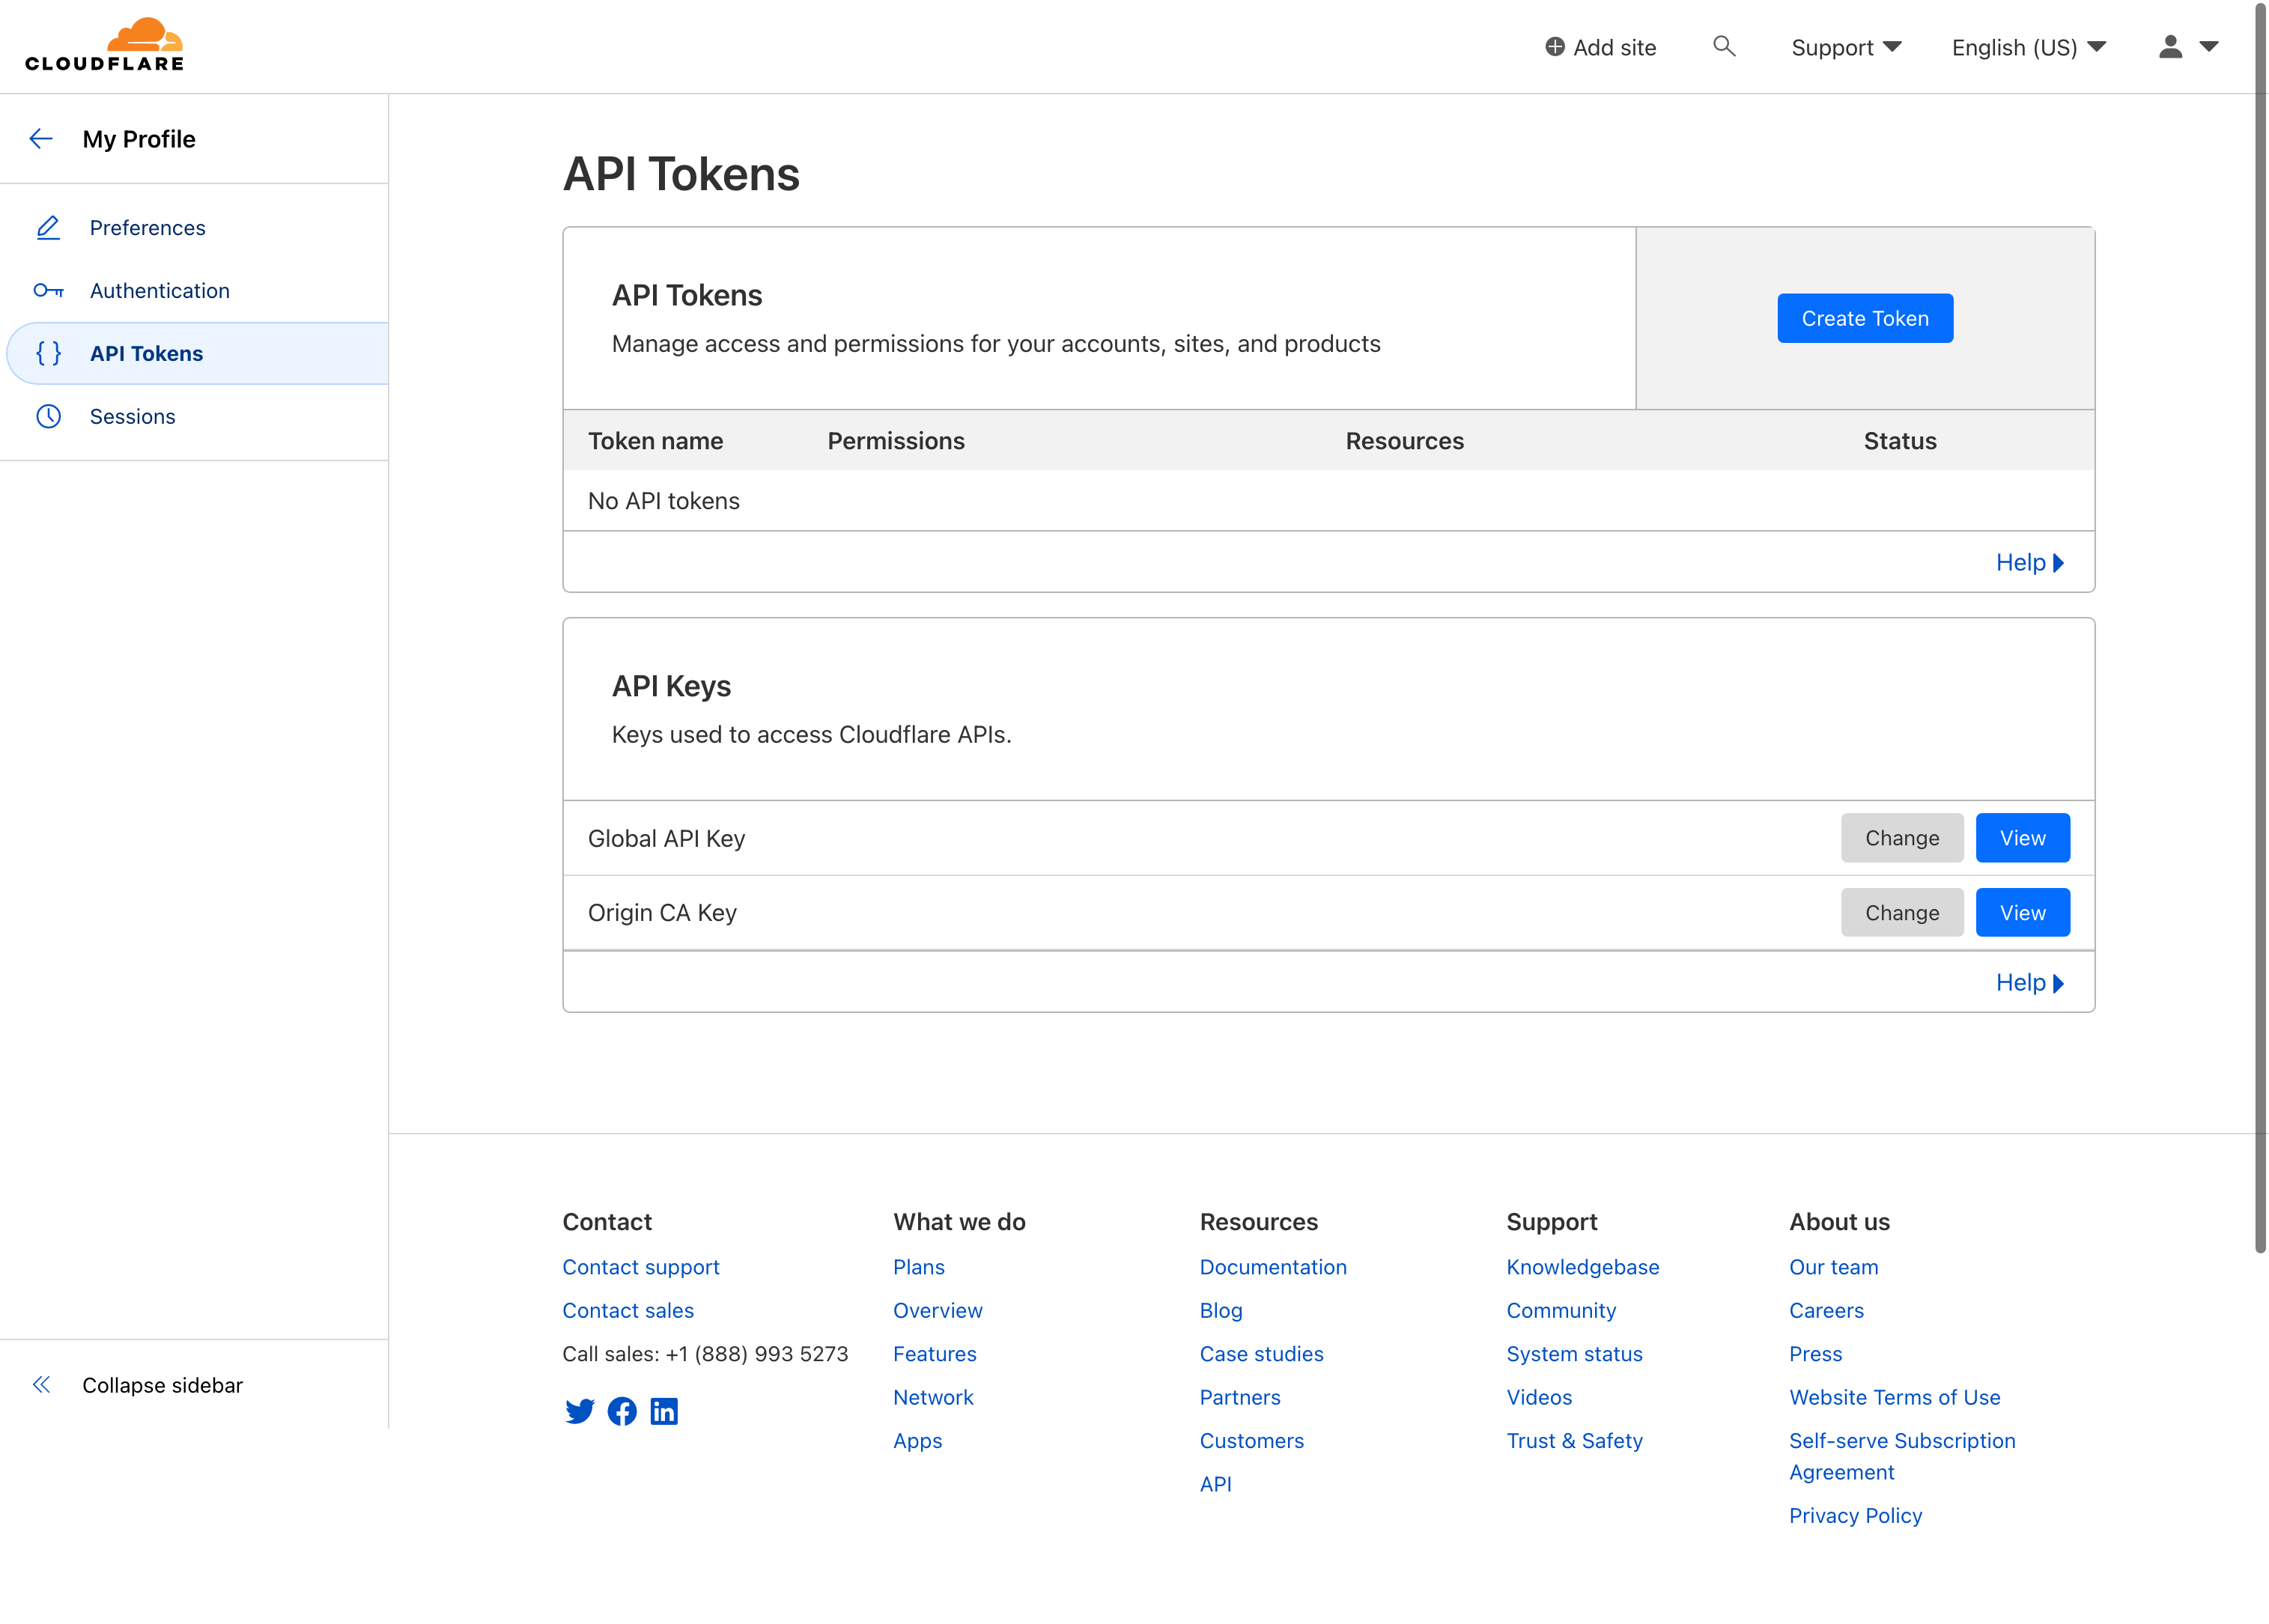 CLOUDFLARE
Add site
Support
English (US)
My Profile
Preferences
Authentication
API Tokens
Sessions
Collapse sidebar
API Tokens
API Tokens
Manage access and permissions for your accounts, sites, and products
Create Token
Token name Permissions Resources Status
No API tokens
Help
API Keys
Keys used to access Cloudflare APIs.
Global API Key Change View
Origin CA Key Change View
Help
Contact
Contact support
Contact sales
Call sales: +1 (888) 993 5273
What we do
Plans
Overview
Features
Network
Apps
Resources
Documentation
Blog
Case studies
Partners
Customers
API
Support
Knowledgebase
Community
System status
Videos
Trust & Safety
About us
Our team
Careers
Press
Website Terms of Use
Self-serve Subscription
Agreement
Privacy Policy